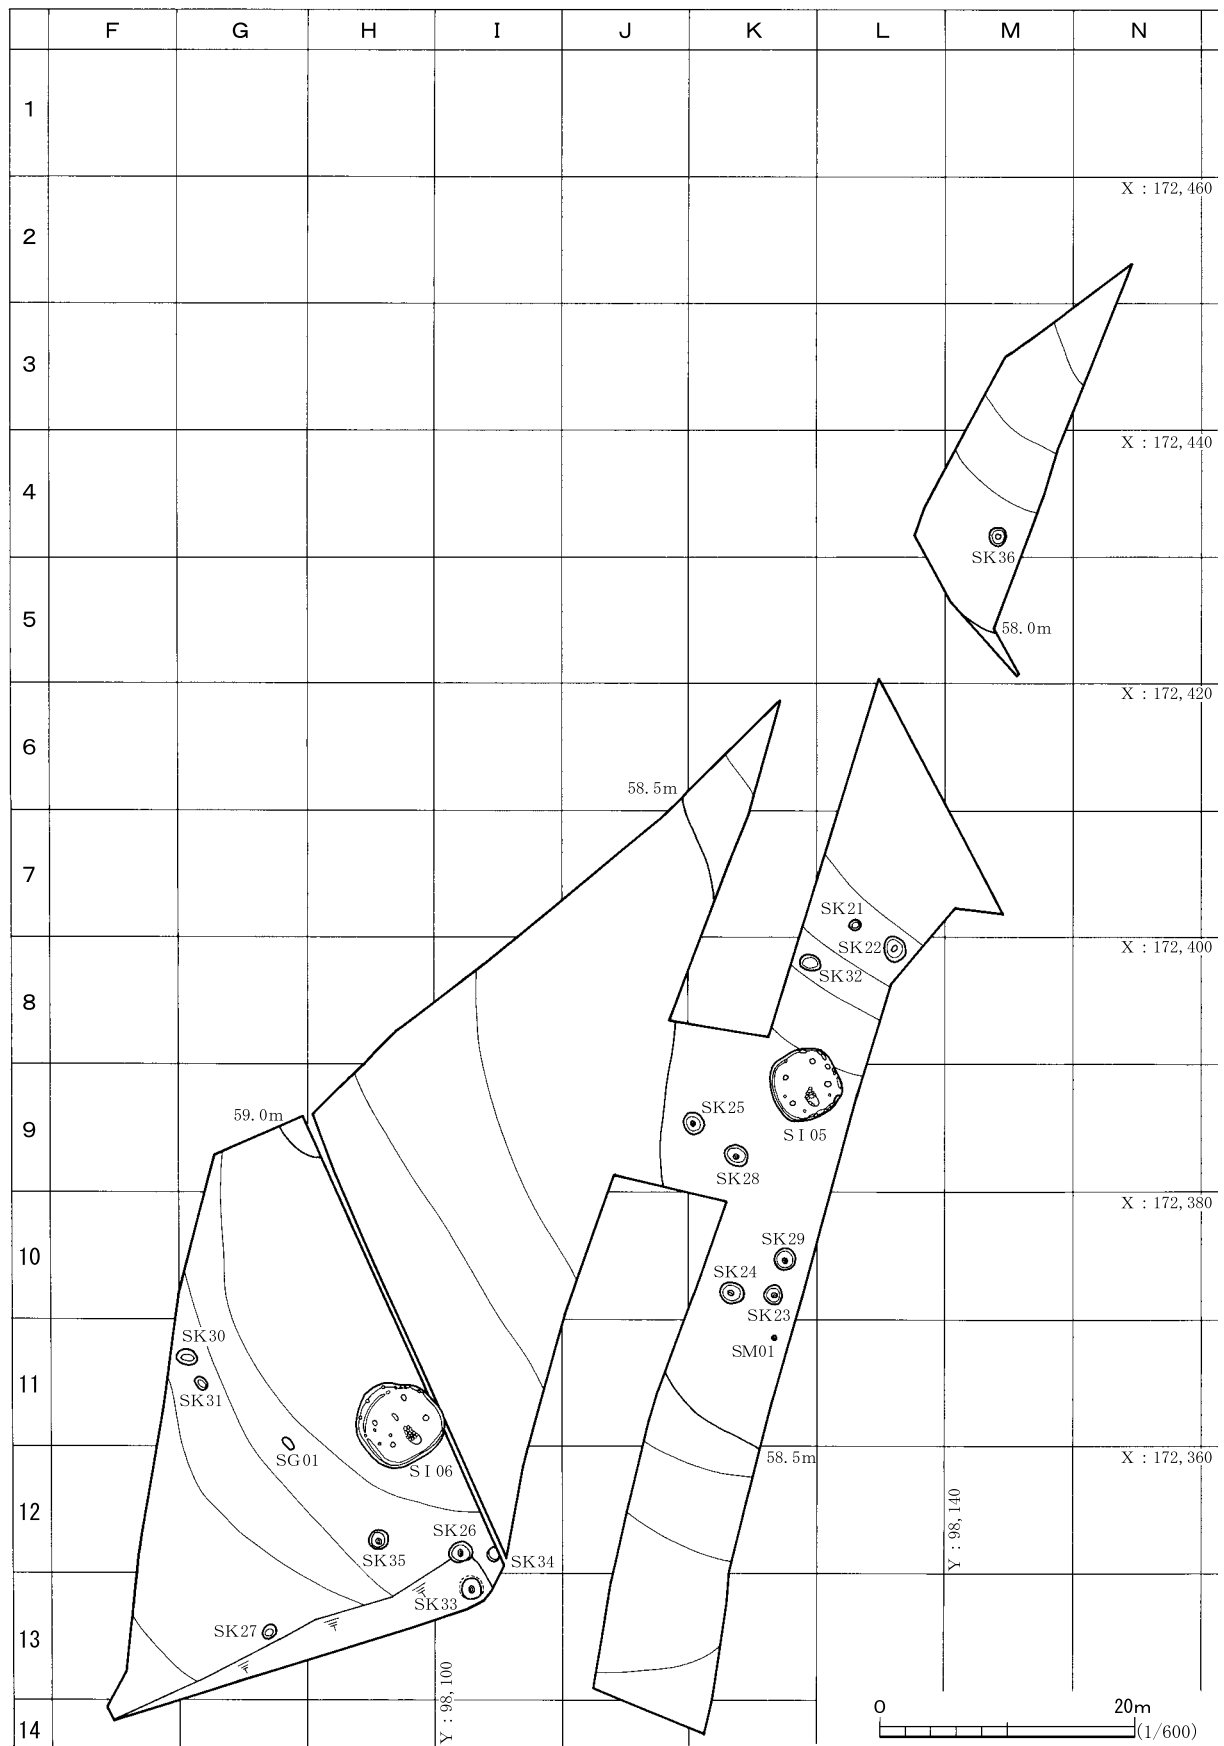 F G H I J K L M N
1
X : 172,460
2
3
X : 172,440
4
SK36
5
58.0m
X : 172,420
6
58.5m
7
SK21
SK22
X : 172,400
SK32
8
59.0m
SK25
9
SI05
SK28
X : 172,380
10
SK29
SK24
SK23
SK30
SM01
11
SK31
SG01
58.5m
X : 172,360
SI06
Y : 98,140
12
SK26
SK35
SK34
SK33
SK27
13
Y : 98,100
0 20m
14
(1/600)